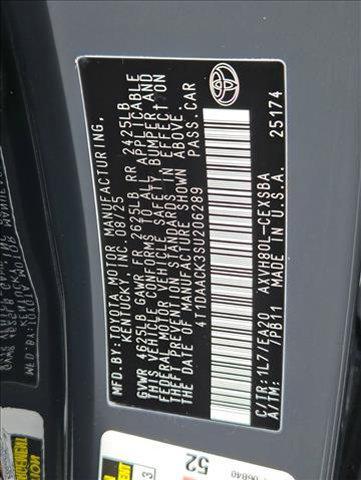 MFD.BY:TOYOTA MOTOR MANUFACTURING,
KENTUCKY, INC. 08/25
GVWR 4625LB GAWR FR 2625LB RR 2425LB
THIS VEHICLE CONFORMS TO ALL APPLICABLE
FEDERAL MOTOR VEHICLE SAFETY, BUMPER AND
THEFT PREVENTION STANDARDS IN EFFECT ON
THE DATE OF MANUFACTURE SHOWN ABOVE.
4T1DAACK3SU206289 PASS.CAR
C/TR:1L7/EA20 AXVH80L-CEXSBA
A/TM: 7PB11 MADE IN U.S.A. 25174
52